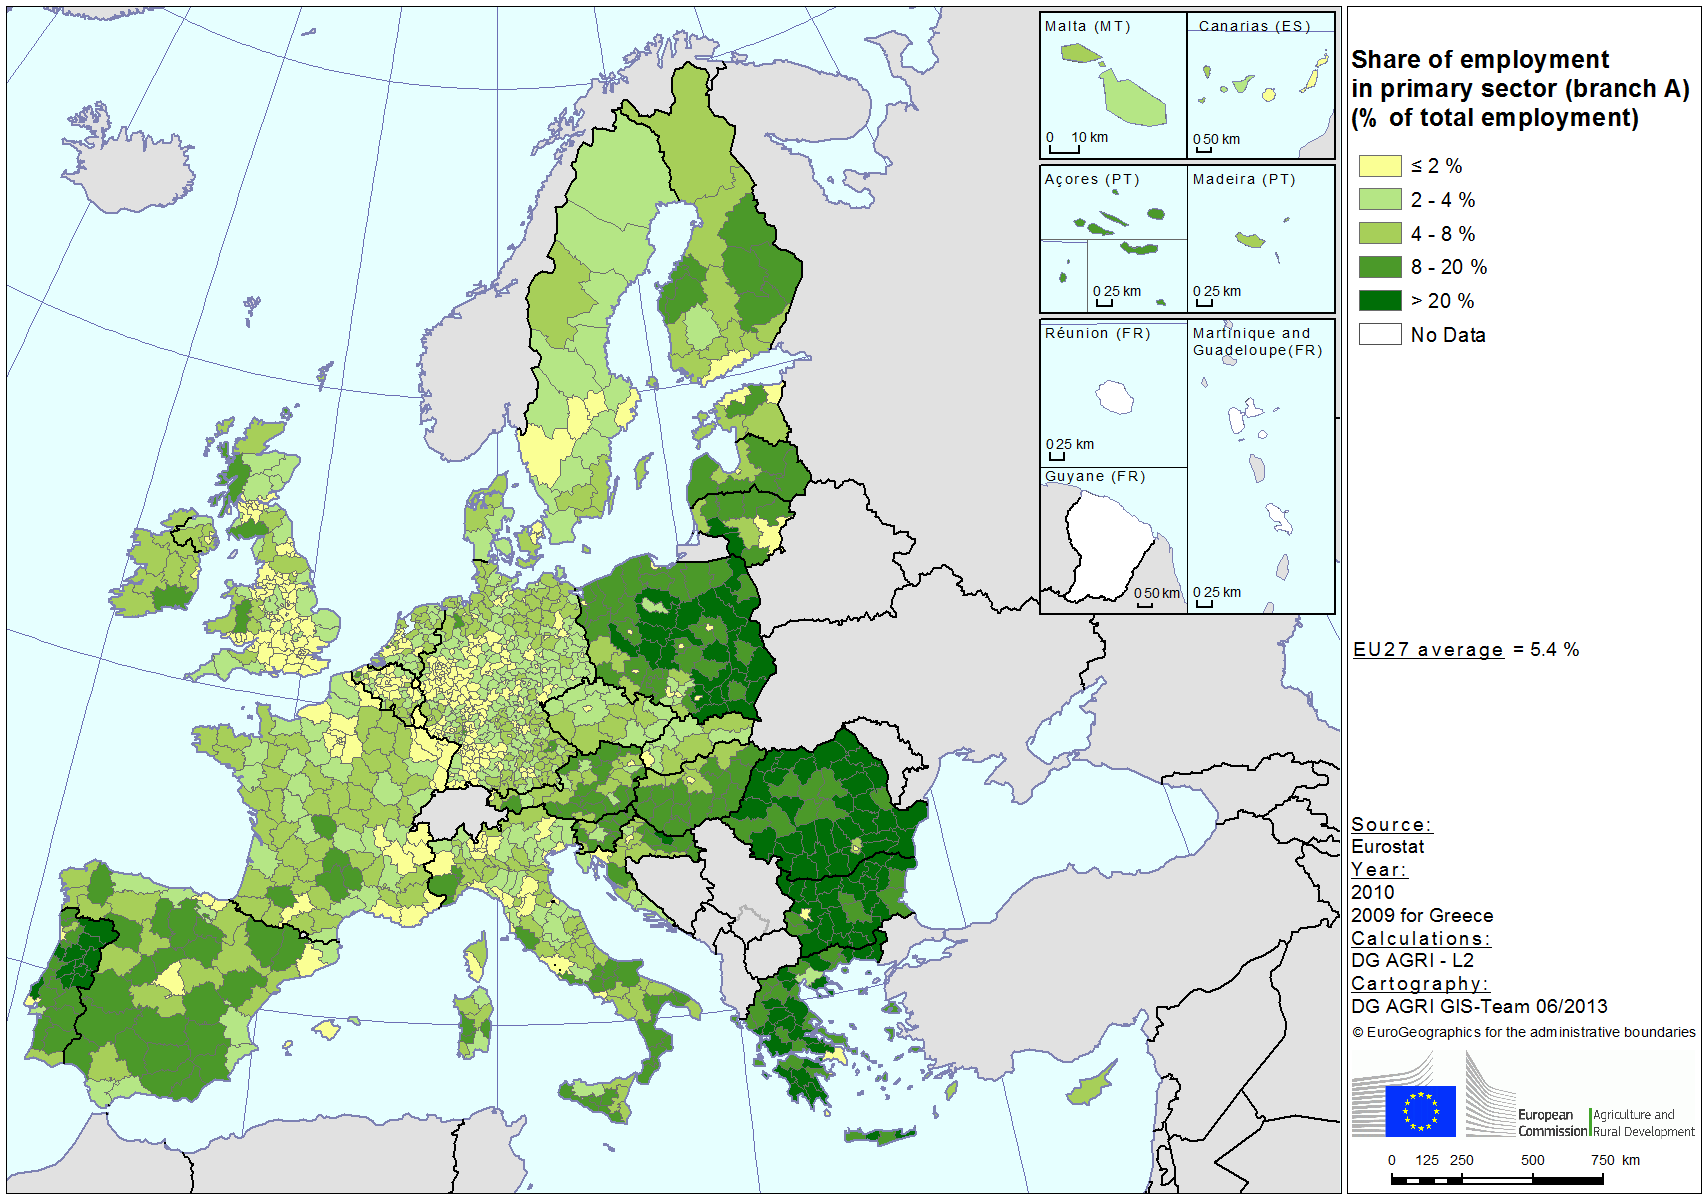 Malta (MT)
0 10 km
Canarias (ES)
0 50 km
Açores (PT)
0 25 km
Madeira (PT)
0 25 km
Réunion (FR)
0 25 km
Martinique and
Guadeloupe(FR)
0 25 km
Guyane (FR)
0 50 km
Share of employment
in primary sector (branch A)
(% of total employment)
≤ 2 %
2 - 4 %
4 - 8 %
8 - 20 %
> 20 %
No Data
EU27 average = 5.4 %
Source:
Eurostat
Year:
2010
2009 for Greece
Calculations:
DG AGRI - L2
Cartography:
DG AGRI GIS-Team 06/2013
© EuroGeographics for the administrative boundaries
European
Commission
Agriculture and
Rural Development
0 125 250 500 750 km